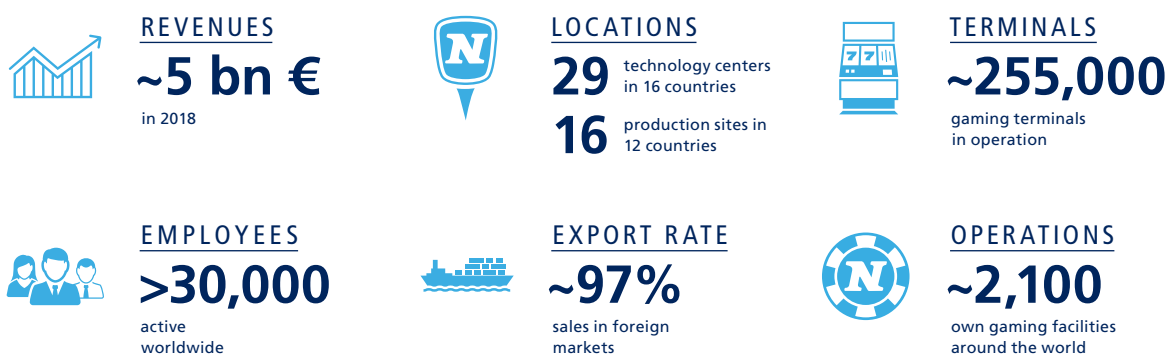 REVENUES
~5 bn €
in 2018
N
LOCATIONS
29 technology centers
in 16 countries
16 production sites in
12 countries
777
TERMINALS
~255,000
gaming terminals
in operation
EMPLOYEES
>30,000
active
worldwide
EXPORT RATE
~97%
sales in foreign
markets
N
OPERATIONS
~2,100
own gaming facilities
around the world